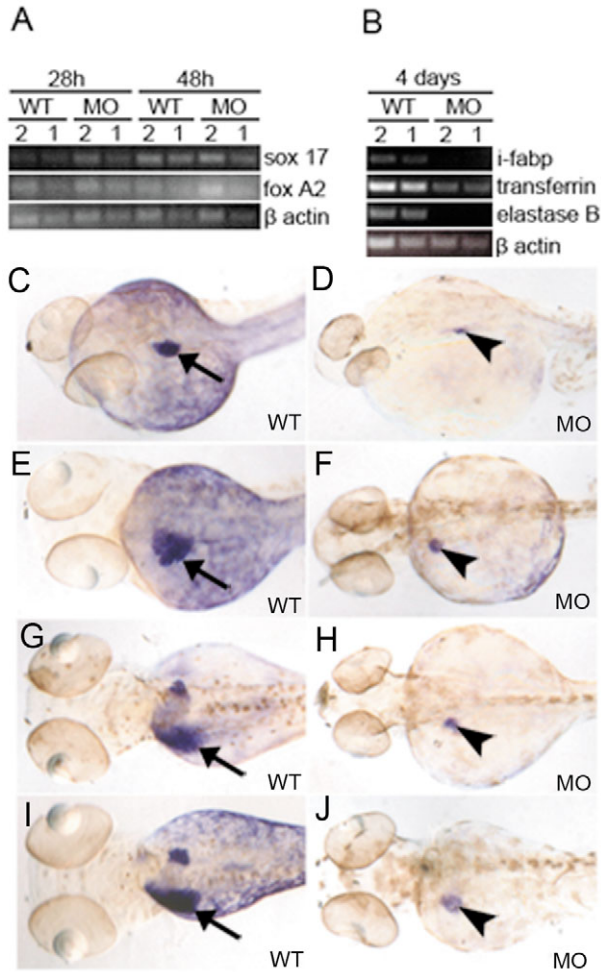 A
28h 48h
WT MO WT MO
2 1 2 1 2 1 2 1
sox 17
fox A2
β actin
B
4 days
WT MO
2 1 2 1
i-fabp
transferrin
elastase B
β actin
C
WT
D
MO
E
WT
F
MO
G
WT
H
MO
I
WT
J
MO